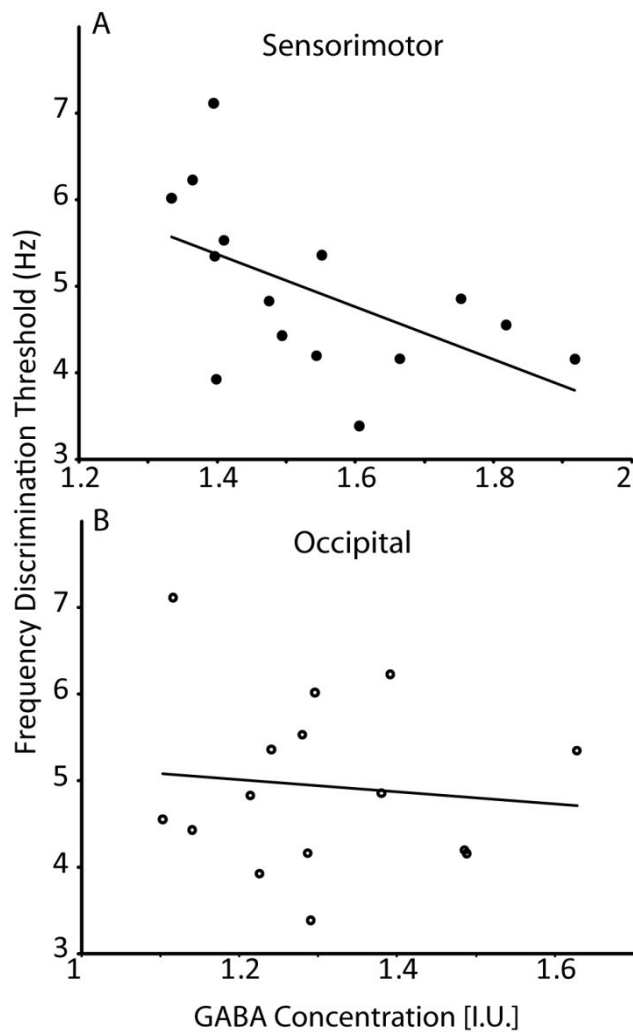 A
Sensorimotor
7
6
5
4
3
1.2 1.4 1.6 1.8 2
Frequency Discrimination Threshold (Hz)
B
Occipital
7
6
5
4
3
1 1.2 1.4 1.6
GABA Concentration [I.U.]